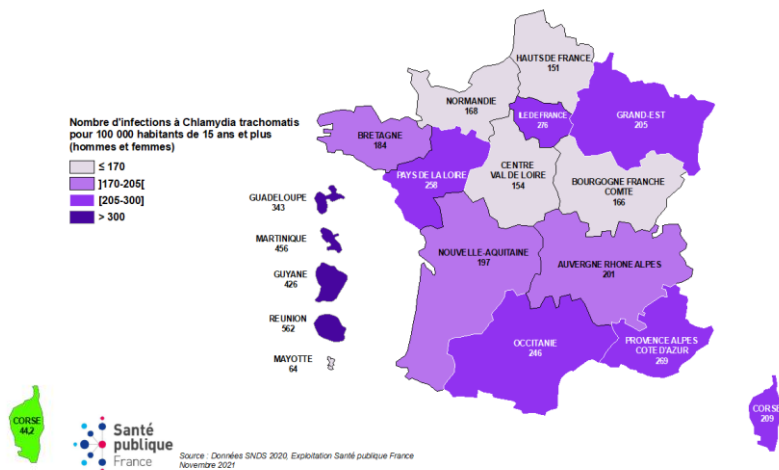 HAUTS DE FRANCE
151
NORMANDIE
168
ILE DE FRANCE
276
GRAND-EST
205
Nombre d'infections à Chlamydia trachomatis
pour 100 000 habitants de 15 ans et plus
(hommes et femmes)
≤ 170
]170-205[
[205-300]
> 300
BRETAGNE
184
PAYS DE LA LOIRE
258
CENTRE
VAL DE LOIRE
154
BOURGOGNE FRANCHE
COMTE
166
GUADELOUPE
343
MARTINIQUE
456
GUYANE
426
REUNION
562
MAYOTTE
64
NOUVELLE-AQUITAINE
197
AUVERGNE RHONE ALPES
201
OCCITANIE
246
PROVENCE ALPES
COTE D'AZUR
269
CORSE
44,2
CORSE
209
Santé
publique
France
Source : Données SNDS 2020, Exploitation Santé publique France
Novembre 2021